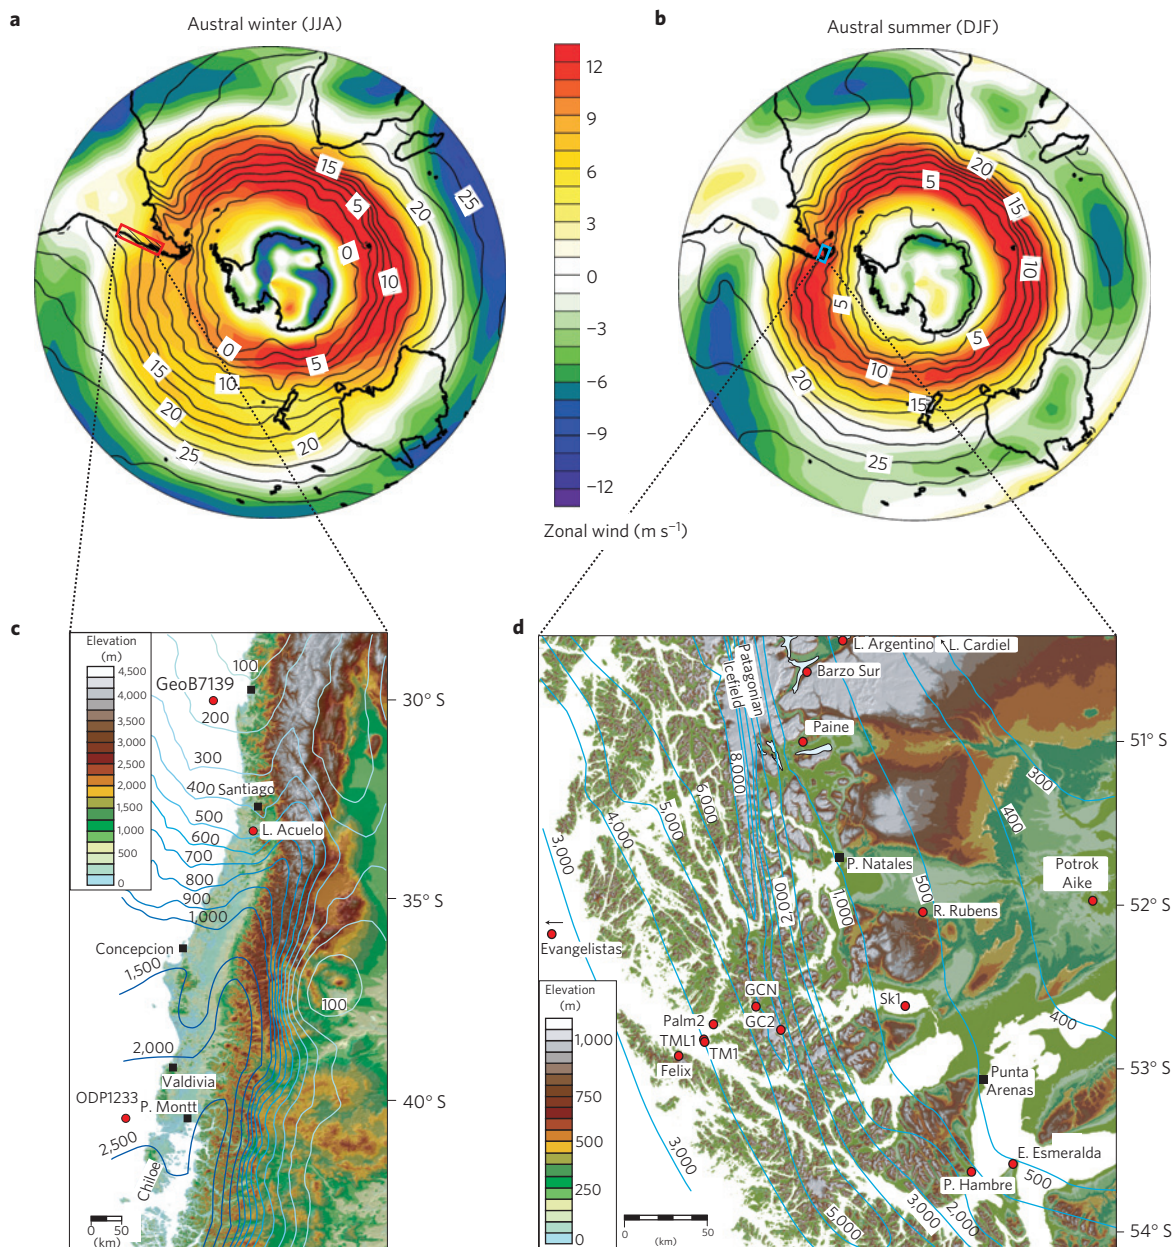 a
Austral winter (JJA)
15
5
20
25
0
10
0
5
15
10
20
20
25
12
9
6
3
0
−3
−6
−9
−12
Zonal wind (m s−1)
b
Austral summer (DJF)
20
5
15
10
5
5
10
20
15
25
c
Elevation
(m)
4,500
4,000
3,500
3,000
2,500
2,000
1,500
1,000
500
0
100
GeoB7139
200
300
400
Santiago
500
L. Acuelo
600
700
800
900
1,000
Concepcion
1,500
100
2,000
Valdivia
ODP1233
P. Montt
2,500
Chiloe
0
50
(km)
30° S
35° S
40° S
d
L. Argentino
L. Cardiel
Barzo Sur
Patagonian
Icefield
Paine
51° S
300
8,000
6,000
5,000
4,000
3,000
400
P. Natales
Potrok
Aike
500
1,000
2,000
R. Rubens
52° S
Evangelistas
Elevation
(m)
1,000
750
500
250
0
GCN
Sk1
GC2
Palm2
TML1
TM1
Felix
400
Punta
Arenas
53° S
3,000
E. Esmeralda
P. Hambre
500
5,000
3,000
2,000
0
50
(km)
54° S